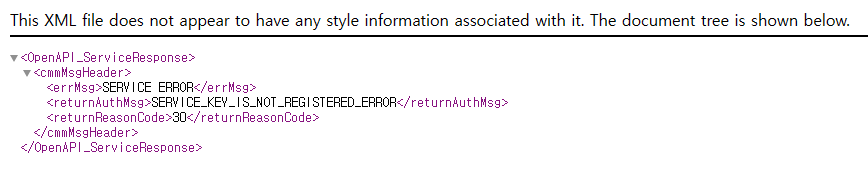 This XML file does not appear to have any style information associated with it. The document tree is shown below.
▼<OpenAPI_ServiceResponse>
▼<cmmMsgHeader>
<errMsg>SERVICE ERROR</errMsg>
<returnAuthMsg>SERVICE_KEY_IS_NOT_REGISTERED_ERROR</returnAuthMsg>
<returnReasonCode>30</returnReasonCode>
</cmmMsgHeader>
</OpenAPI_ServiceResponse>